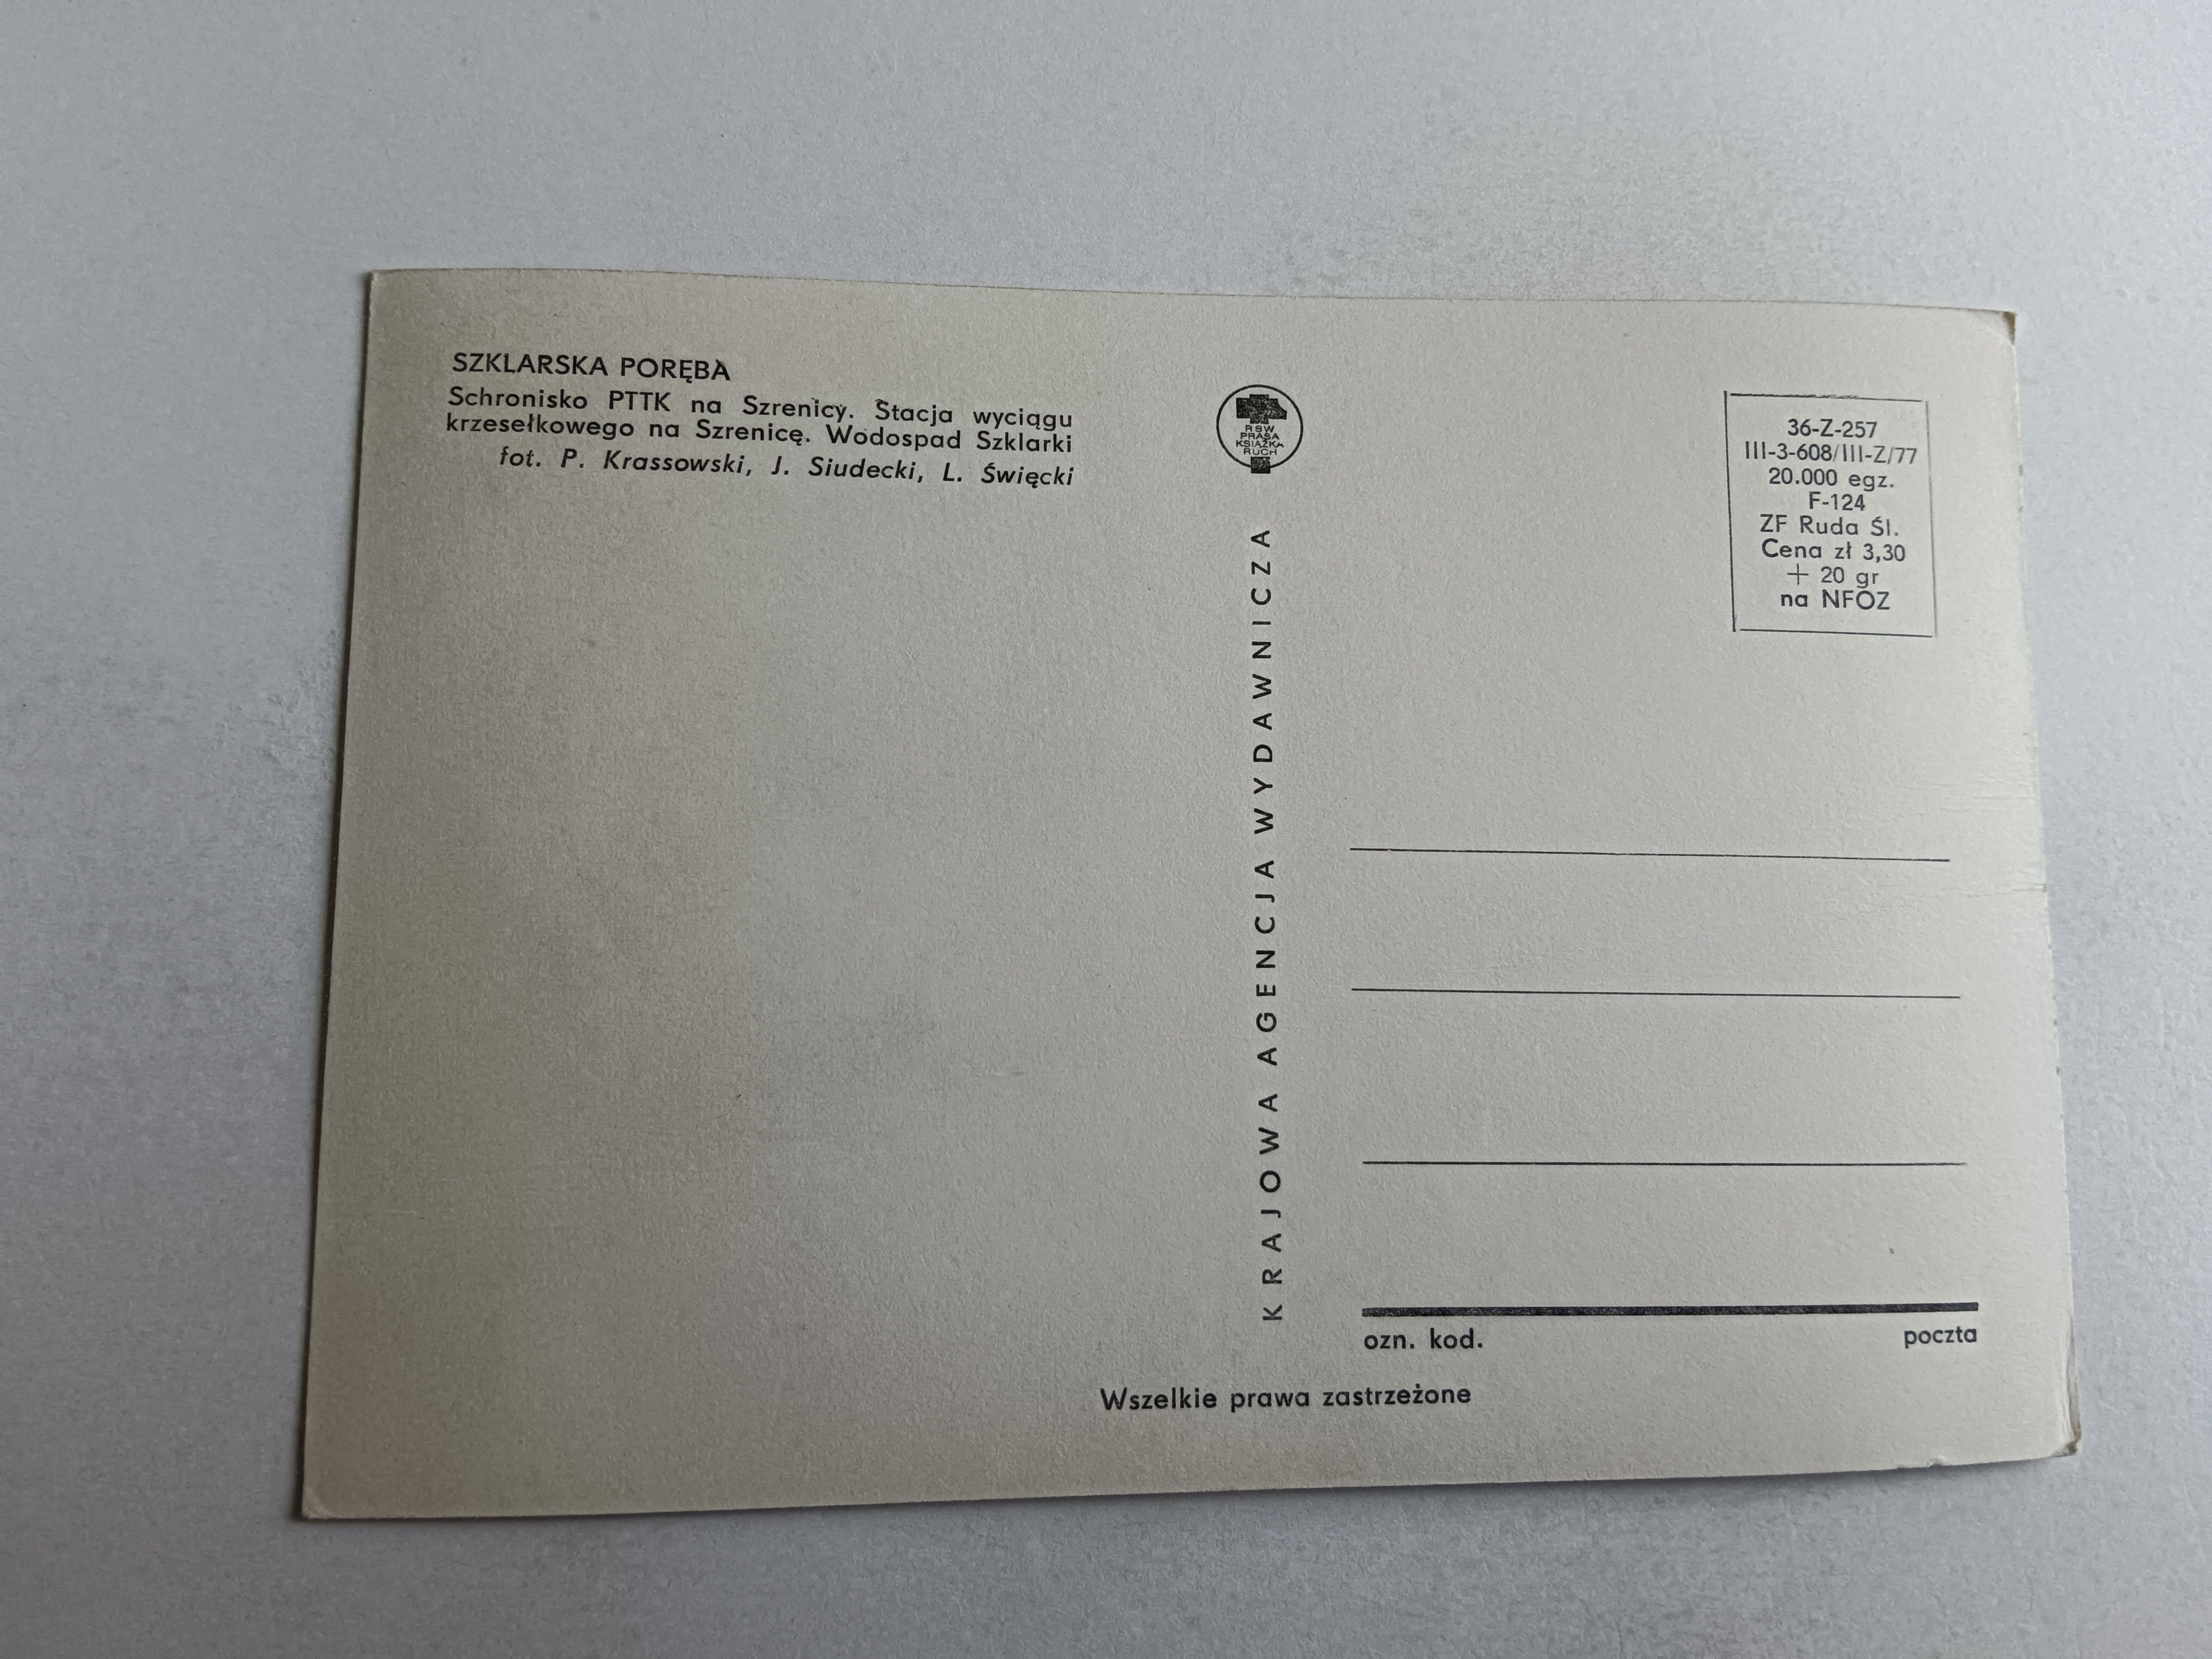 SZKLARSKA PORĘBA
Schronisko PTTK na Szrenicy. Stacja wyciągu
krzesełkowego na Szrenicę. Wodospad Szklarki
fot. P. Krassowski, J. Siudecki, L. Święcki
RSW
PRASA
KSIĄŻKA
RUCH
KRAJOWA AGENCJA WYDAWNICZA
36-Z-257
III-3-608/III-Z/77
20.000 egz.
F-124
ZF Ruda Śl.
Cena zł 3,30
+ 20 gr
na NFOZ
ozn. kod.
poczta
Wszelkie prawa zastrzeżone